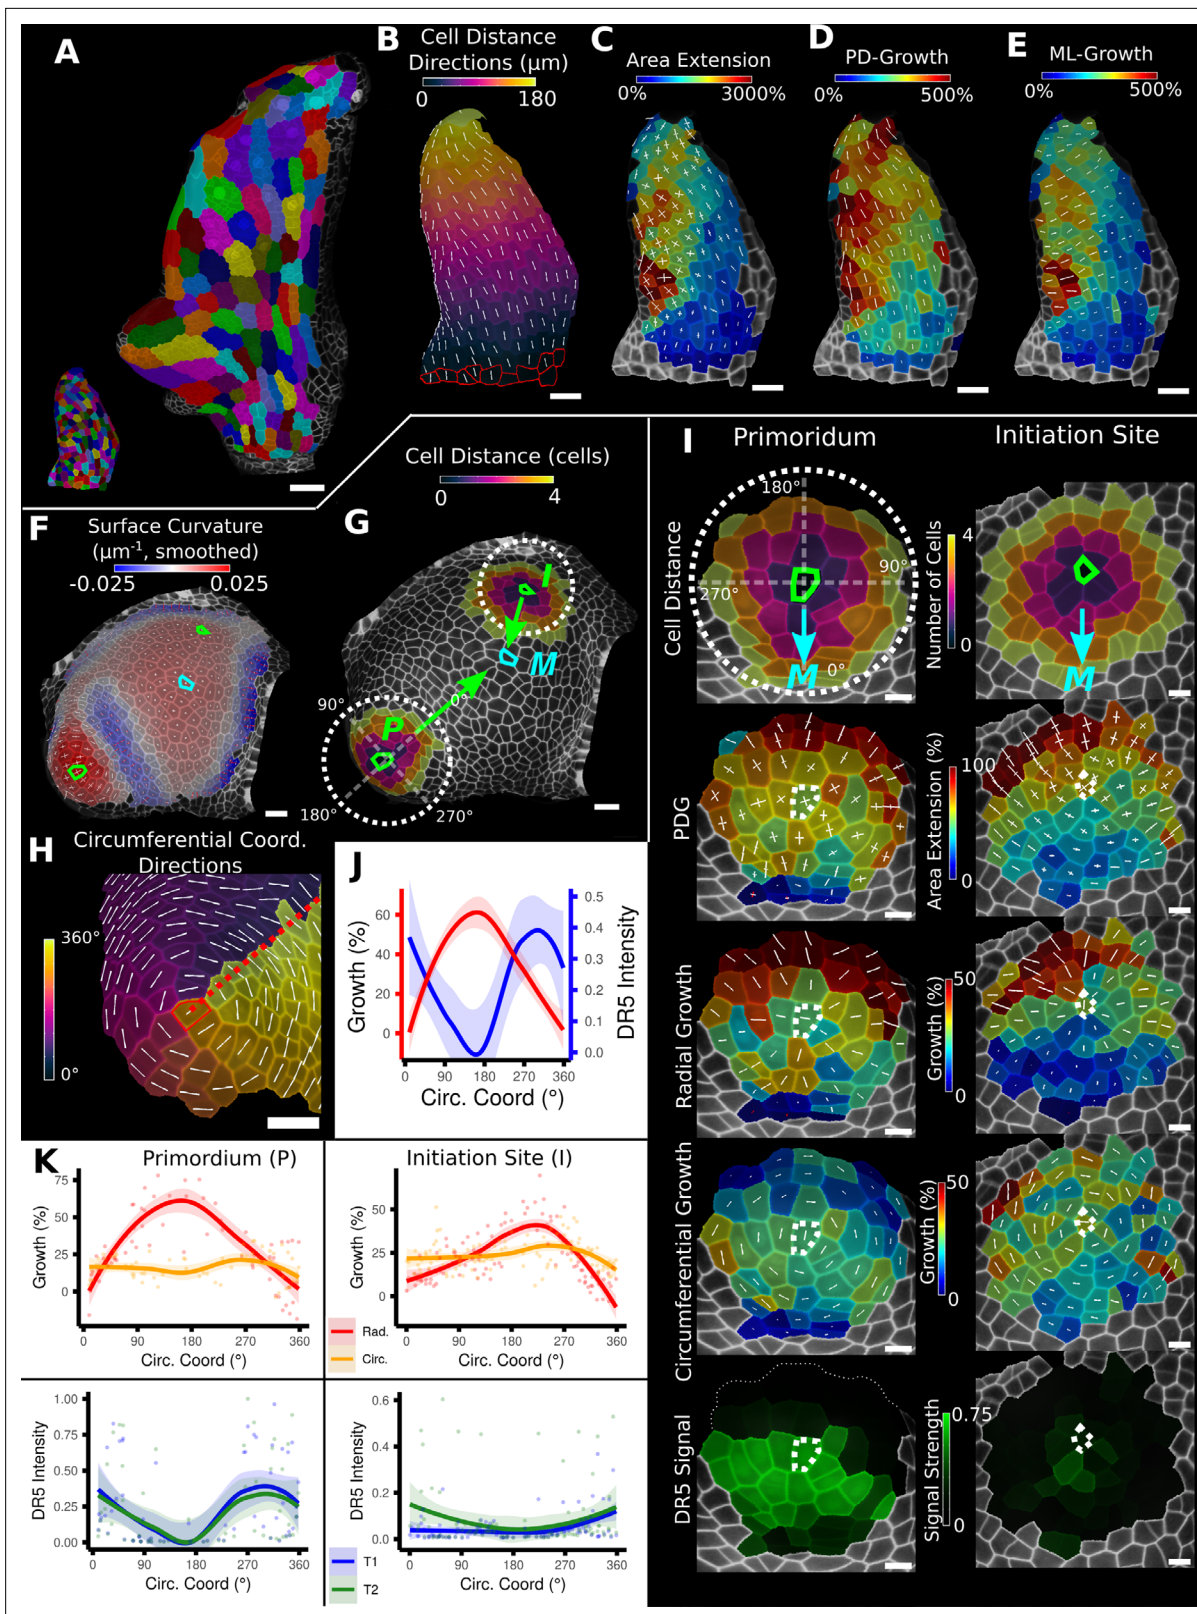 A
B
Cell Distance
Directions (µm)
0 180
C
Area Extension
0% 3000%
D
PD-Growth
0% 500%
E
ML-Growth
0% 500%
F
Surface Curvature
(µm⁻¹, smoothed)
-0.025 0.025
G
Cell Distance (cells)
0 4
I
M
P
0°
90°
180°
270°
H
Circumferential Coord.
Directions
360°
0°
I
Primoridum
Initiation Site
Cell Distance
180°
90°
270°
0°
M
Number of Cells
4
0
M
PDG
Area Extension (%)
100
0
Radial Growth
Growth (%)
50
0
Circumferential Growth
Growth (%)
50
0
DR5 Signal
Signal Strength
0.75
0
J
Growth (%)
60
40
20
0
DR5 Intensity
0.5
0.4
0.3
0.2
0.1
0.0
0 90 180 270 360
Circ. Coord (°)
K
Primordium (P)
Growth (%)
75
50
25
0
0 90 180 270 360
Circ. Coord (°)
Initiation Site (I)
Growth (%)
75
50
25
0
0 90 180 270 360
Circ. Coord (°)
Rad.
Circ.
DR5 Intensity
1.00
0.75
0.50
0.25
0.00
0 90 180 270 360
Circ. Coord (°)
DR5 Intensity
0.6
0.4
0.2
0.0
0 90 180 270 360
Circ. Coord (°)
T1
T2